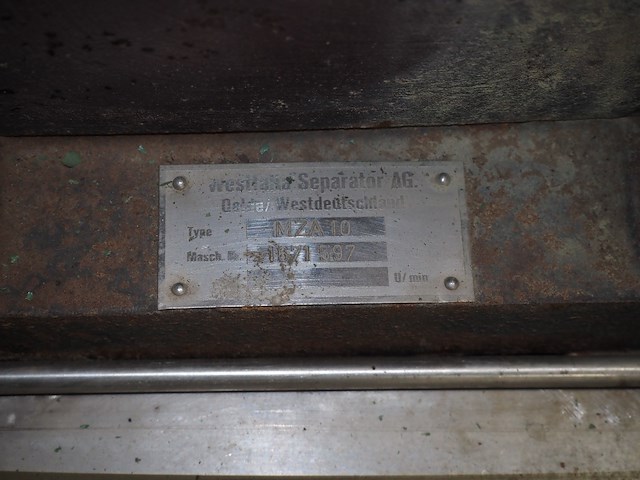 Westfalia Separator AG.
Oelde/Westdeutschland
Type MZA 10
Masch. Nr.
U/min